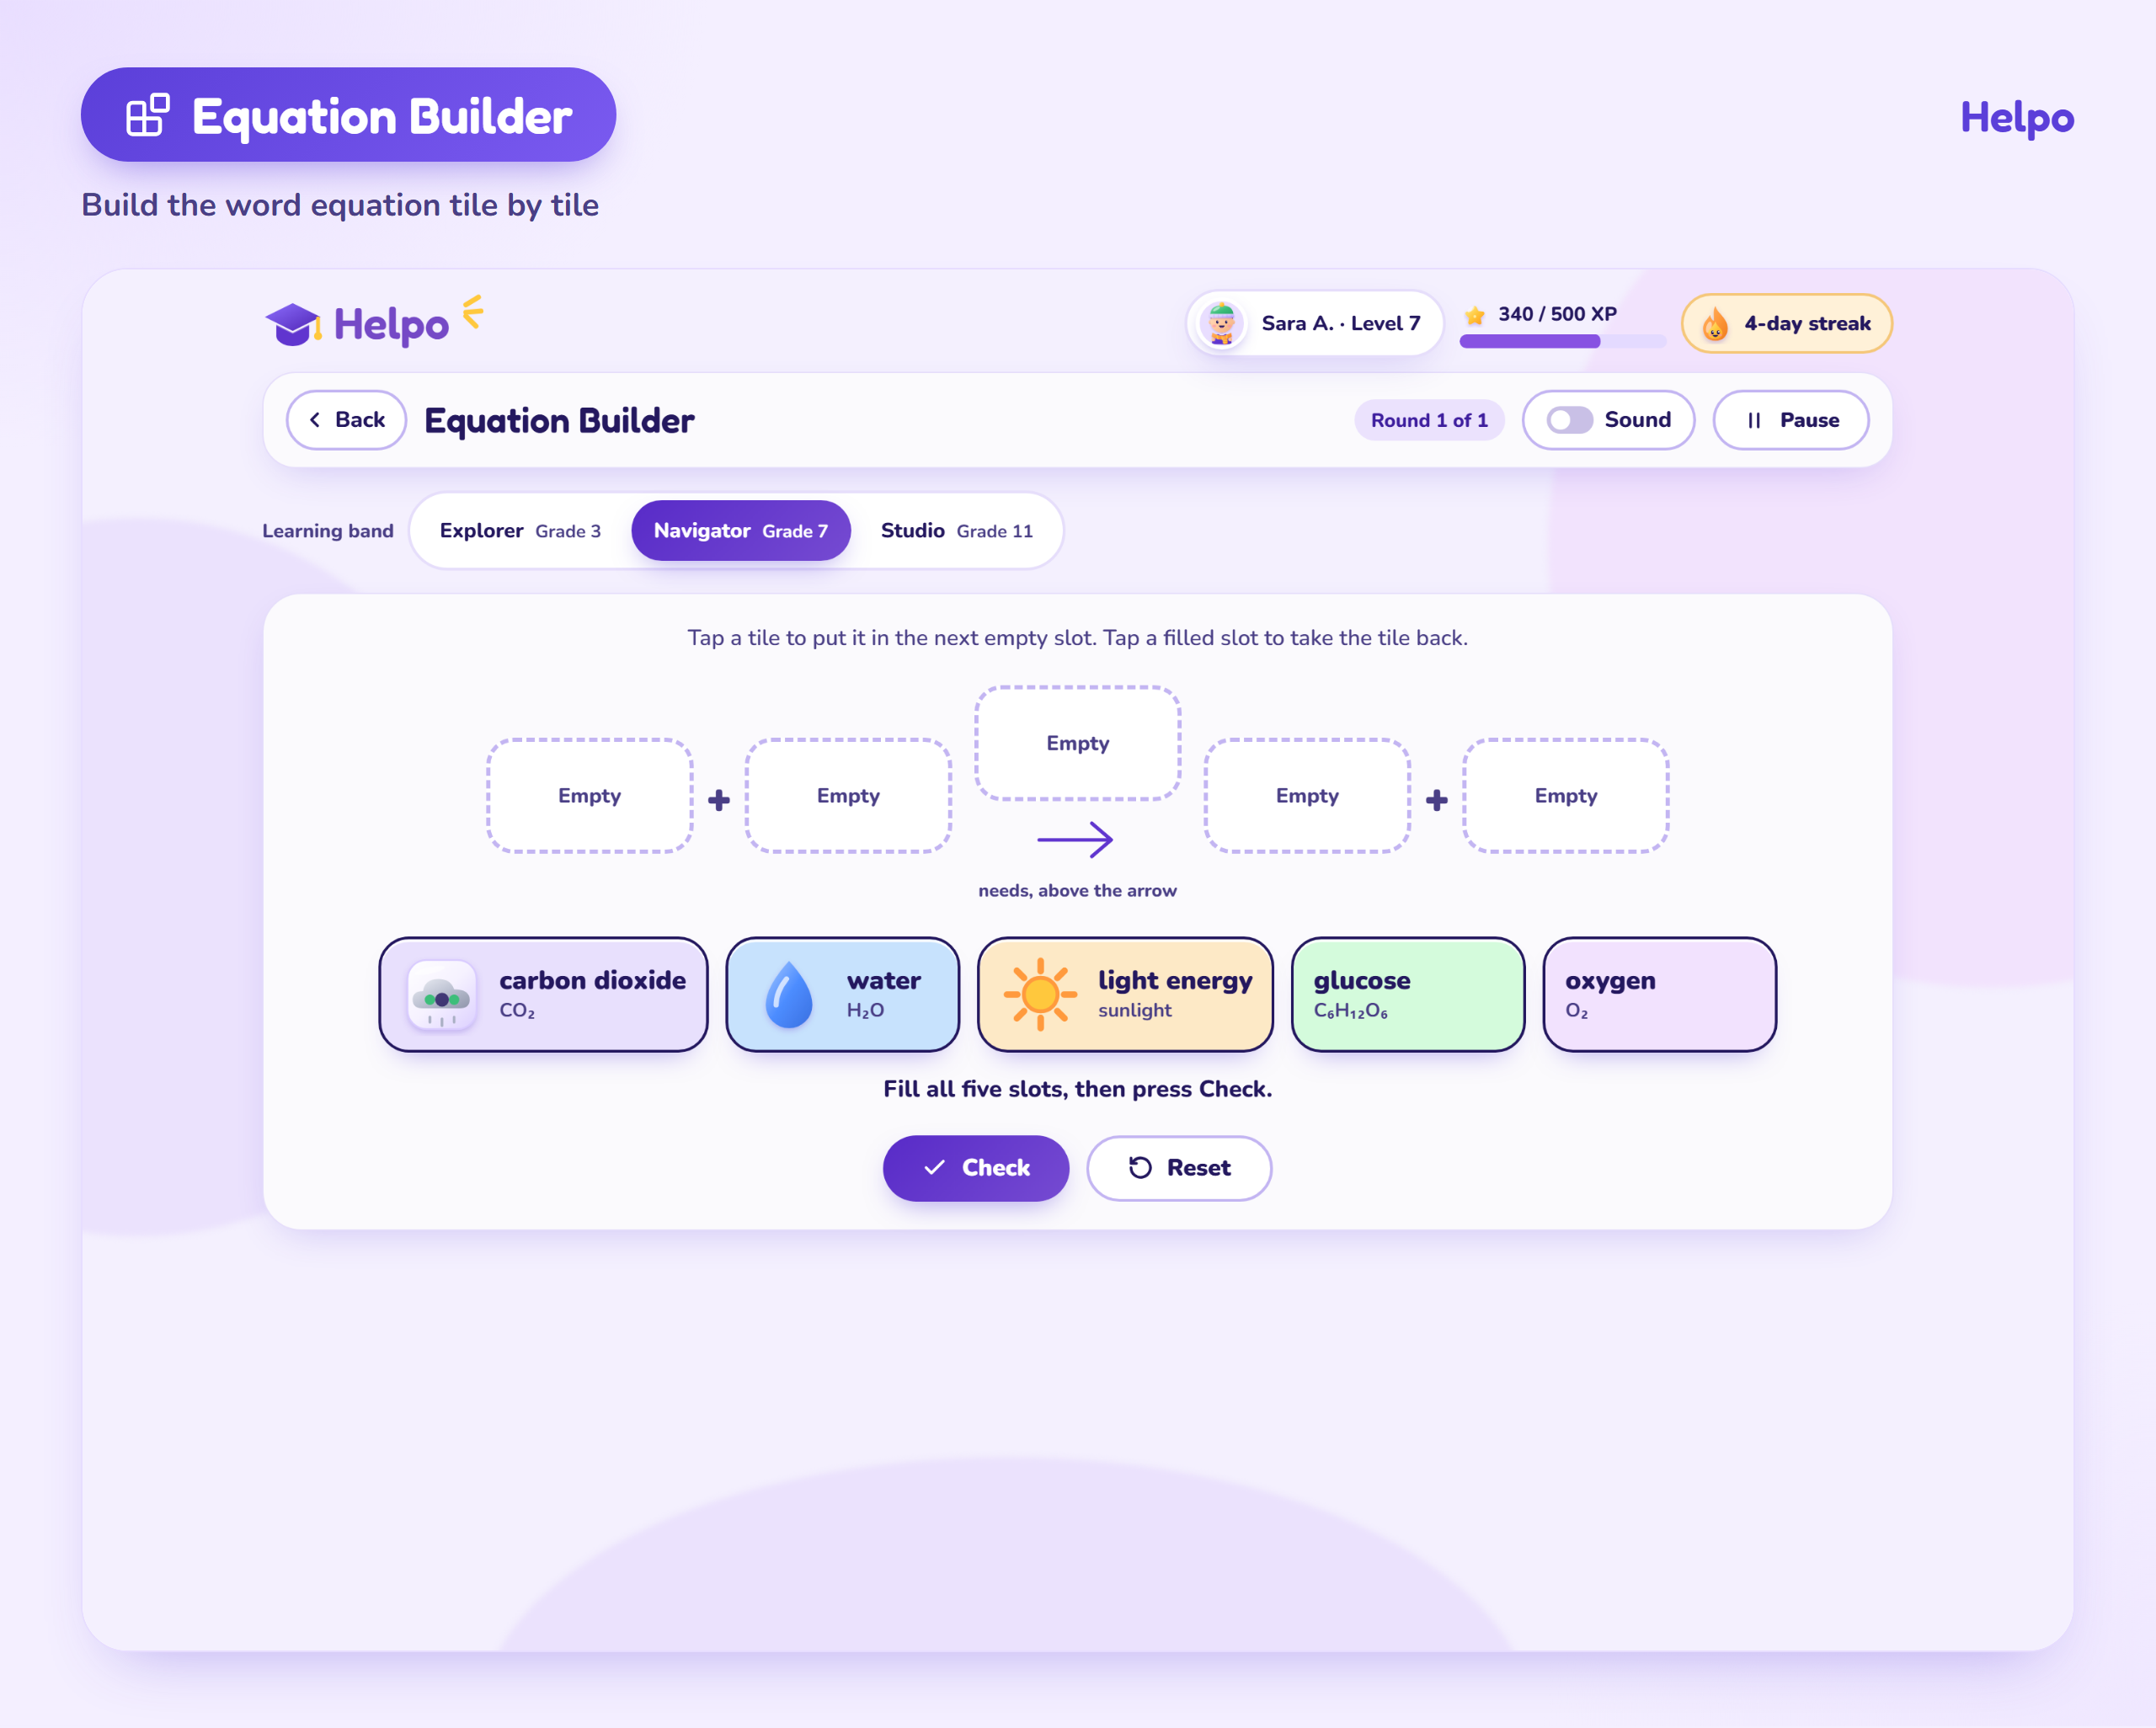 Equation Builder
Helpo
Build the word equation tile by tile
Helpo
Sara A. · Level 7
340 / 500 XP
4-day streak
Back
Equation Builder
Round 1 of 1
Sound
Pause
Learning band
Explorer Grade 3
Navigator Grade 7
Studio Grade 11
Tap a tile to put it in the next empty slot. Tap a filled slot to take the tile back.
Empty
+
Empty
Empty
Empty
+
Empty
needs, above the arrow
carbon dioxide
CO₂
water
H₂O
light energy
sunlight
glucose
C₆H₁₂O₆
oxygen
O₂
Fill all five slots, then press Check.
Check
Reset